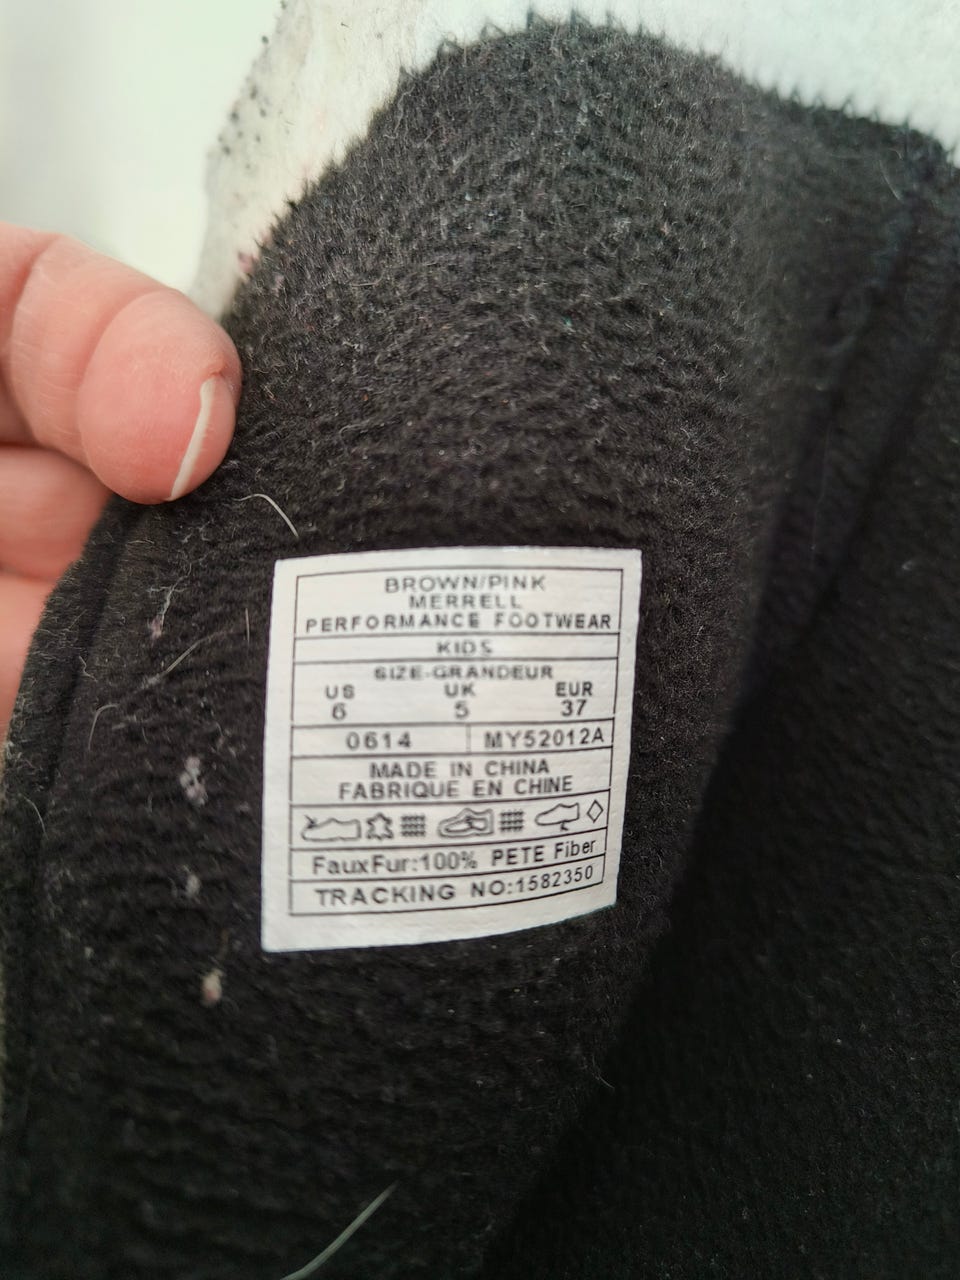 BROWN/PINK
MERRELL
PERFORMANCE FOOTWEAR
KIDS
SIZE-GRANDEUR
US UK EUR
6 5 37
0614 MY52012A
MADE IN CHINA
FABRIQUE EN CHINE
FauxFur:100% PETE Fiber
TRACKING NO:1582350